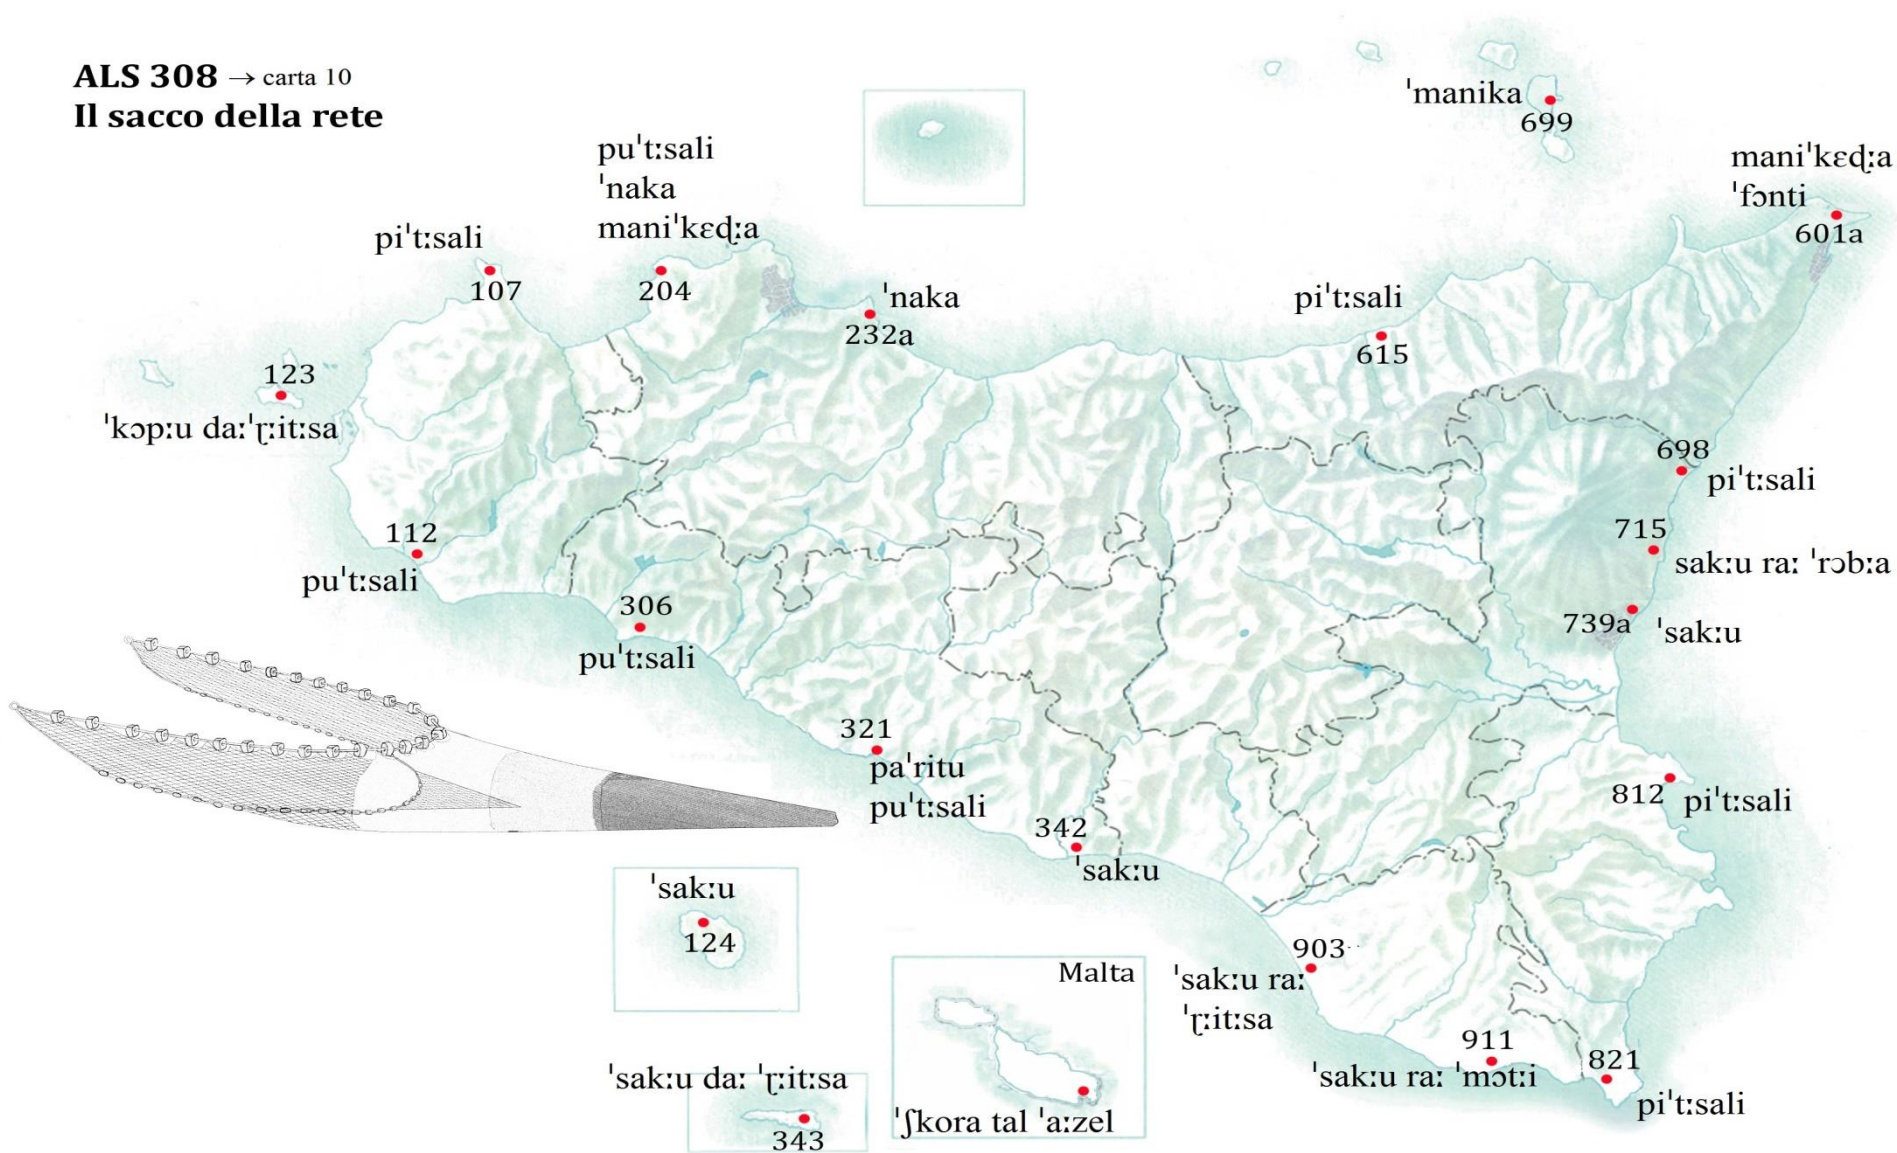 ALS 308 → carta 10
Il sacco della rete
ˈmanika
699
maniˈkɛɖːa
ˈfɔnti
601a
puˈtːsali
ˈnaka
maniˈkɛɖːa
204
piˈtːsali
107
ˈnaka
232a
piˈtːsali
615
123
ˈkɔpːu daːˈɽːitːsa
698
piˈtːsali
112
puˈtːsali
715
sakːu raː ˈrɔbːa
306
puˈtːsali
739a
ˈsakːu
321
paˈritu
puˈtːsali
812
piˈtːsali
342
ˈsakːu
ˈsakːu
124
903
ˈsakːu raː
ˈɽːitːsa
Malta
ˈʃkora tal ˈaːzel
911
ˈsakːu raː ˈmɔtːi
821
piˈtːsali
ˈsakːu daː ˈɽːitːsa
343